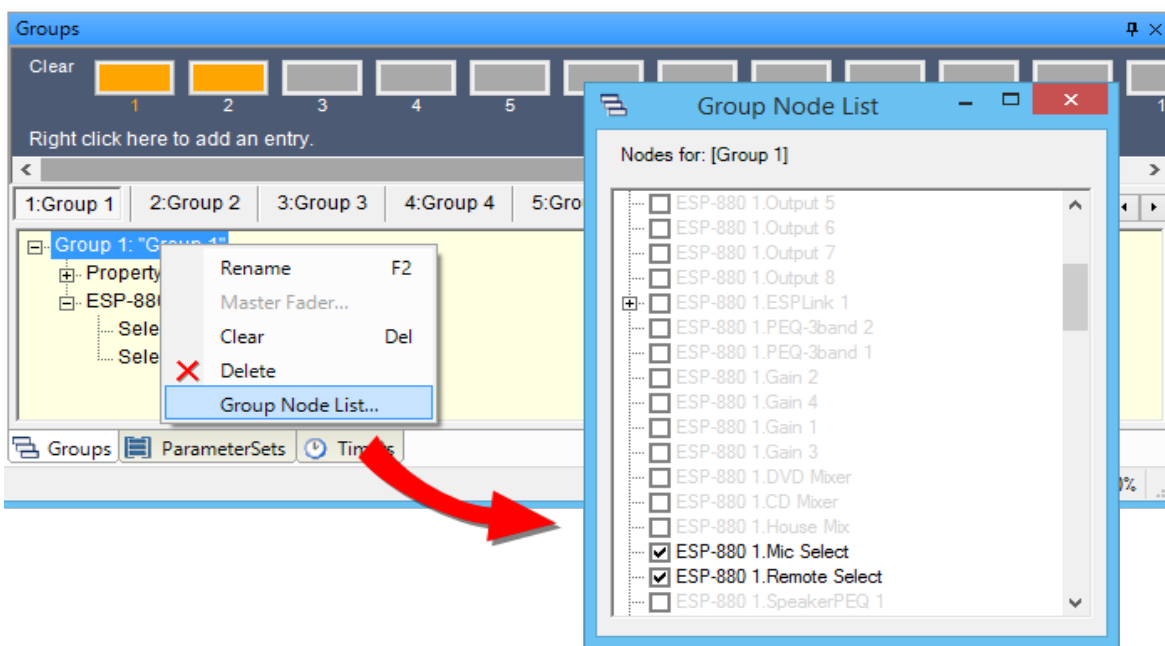 Groups
Clear
1 2 3 4 5
Right click here to add an entry.
1:Group 1 2:Group 2 3:Group 3 4:Group 4
Group 1: "Group 1"
Property
Rename F2
Master Fader...
Clear Del
Delete
Group Node List...
Groups ParameterSets
Group Node List
Nodes for: [Group 1]
ESP-880 1.Output 5
ESP-880 1.Output 6
ESP-880 1.Output 7
ESP-880 1.Output 8
ESP-880 1.ESPLink 1
ESP-880 1.PEQ-3band 2
ESP-880 1.PEQ-3band 1
ESP-880 1.Gain 2
ESP-880 1.Gain 4
ESP-880 1.Gain 1
ESP-880 1.Gain 3
ESP-880 1.DVD Mixer
ESP-880 1.CD Mixer
ESP-880 1.House Mix
ESP-880 1.Mic Select
ESP-880 1.Remote Select
ESP-880 1.SpeakerPEQ 1